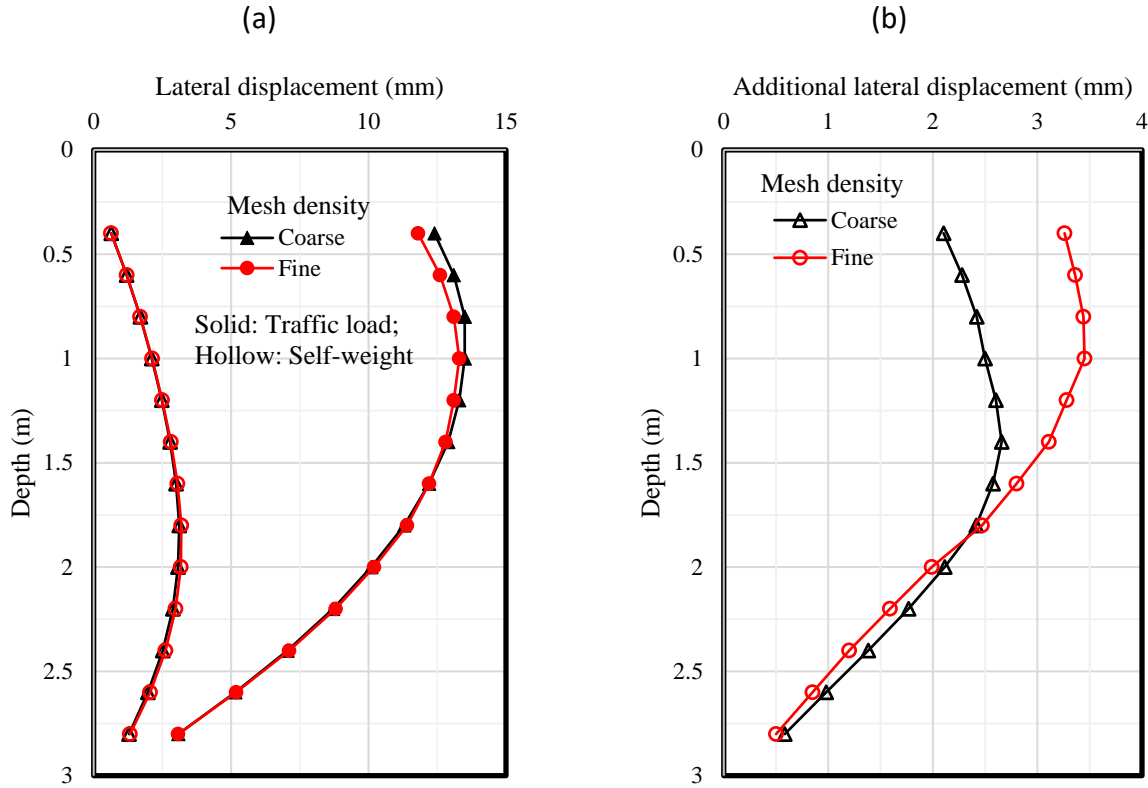 (a)
Lateral displacement (mm)
0 5 10 15
0
0.5
1
1.5
2
2.5
3
Depth (m)
Mesh density
Coarse
Fine
Solid: Traffic load;
Hollow: Self-weight
(b)
Additional lateral displacement (mm)
0 1 2 3 4
0
0.5
1
1.5
2
2.5
3
Depth (m)
Mesh density
Coarse
Fine